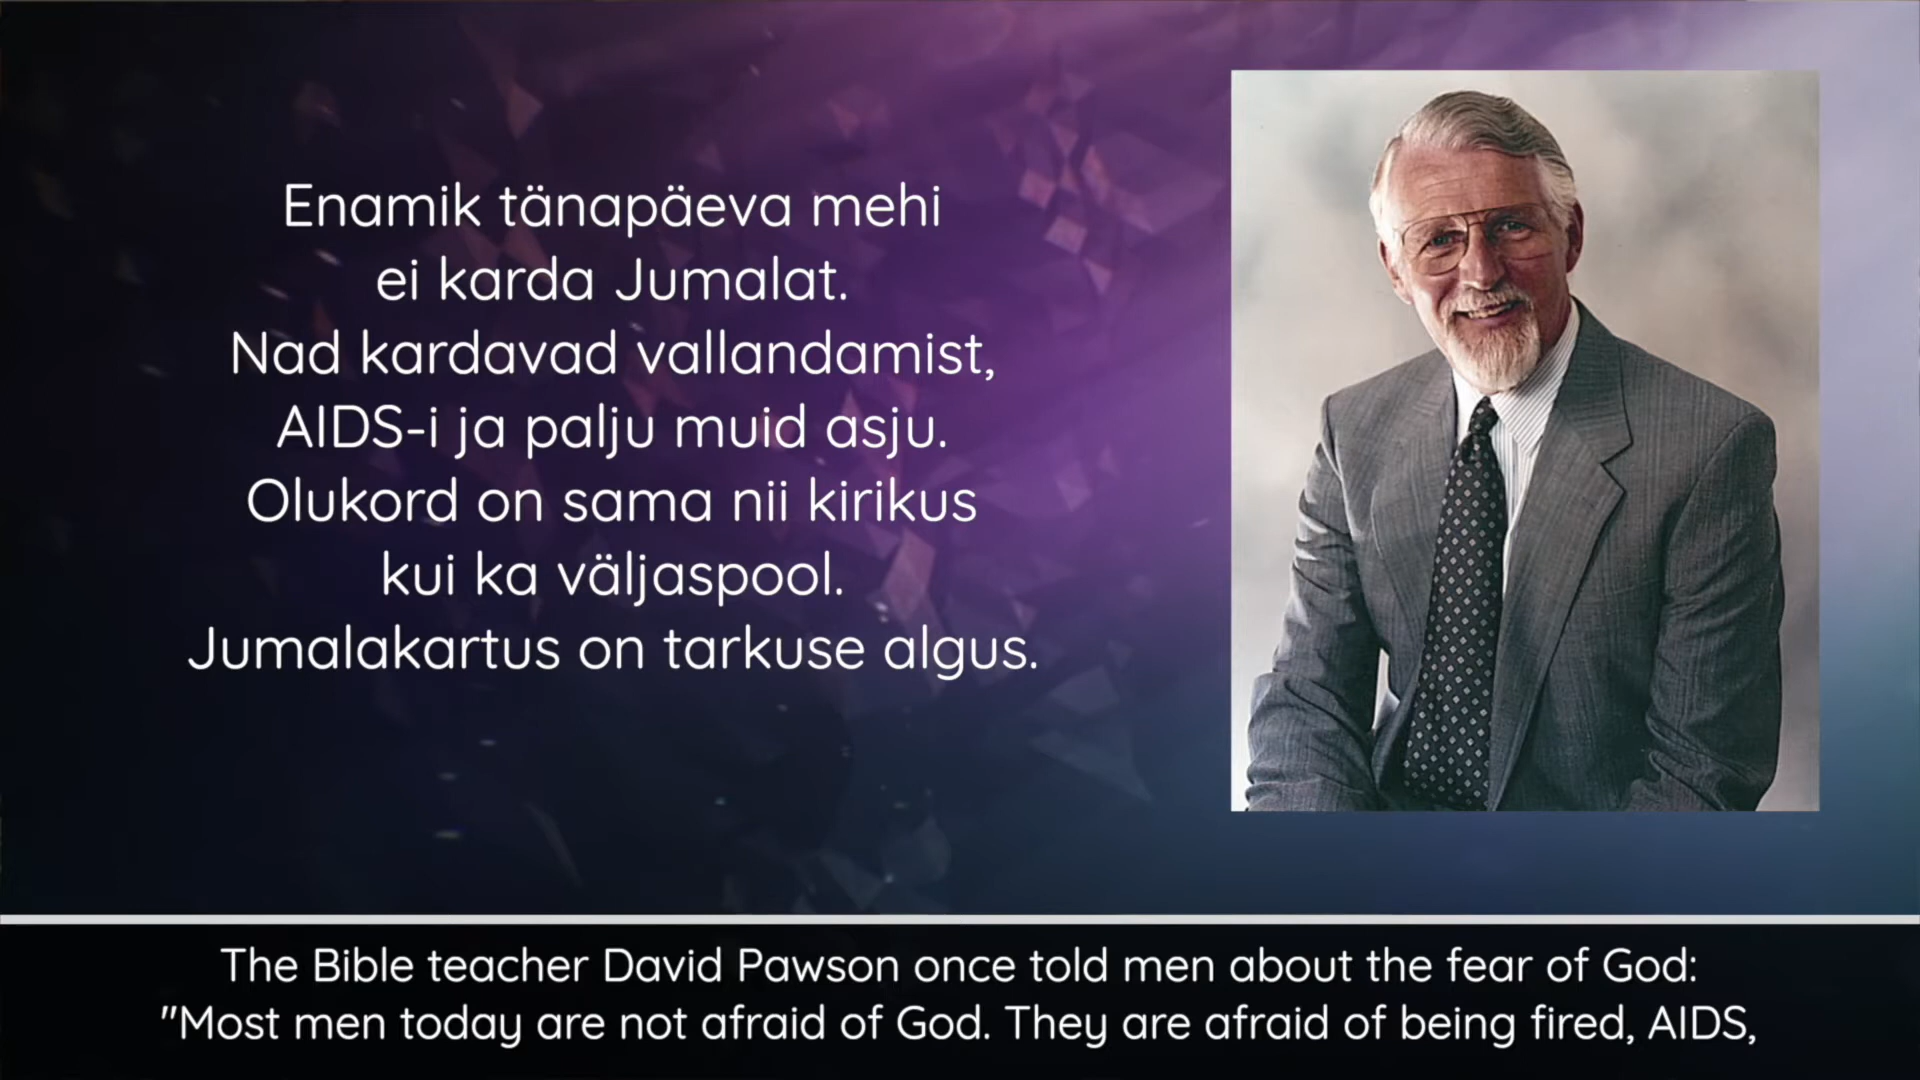 Enamik tänapäeva mehi
ei karda Jumalat.
Nad kardavad vallandamist,
AIDS-i ja palju muid asju.
Olukord on sama nii kirikus
kui ka väljaspool.
Jumalakartus on tarkuse algus.
The Bible teacher David Pawson once told men about the fear of God:
"Most men today are not afraid of God. They are afraid of being fired, AIDS,